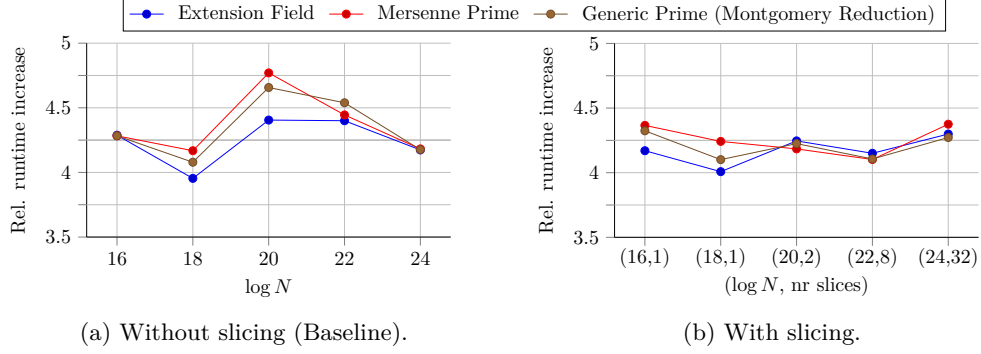 Extension Field Mersenne Prime Generic Prime (Montgomery Reduction)
Rel. runtime increase
5
4.5
4
3.5
16 18 20 22 24
log N
(a) Without slicing (Baseline).
Rel. runtime increase
5
4.5
4
3.5
(16,1) (18,1) (20,2) (22,8) (24,32)
(log N, nr slices)
(b) With slicing.